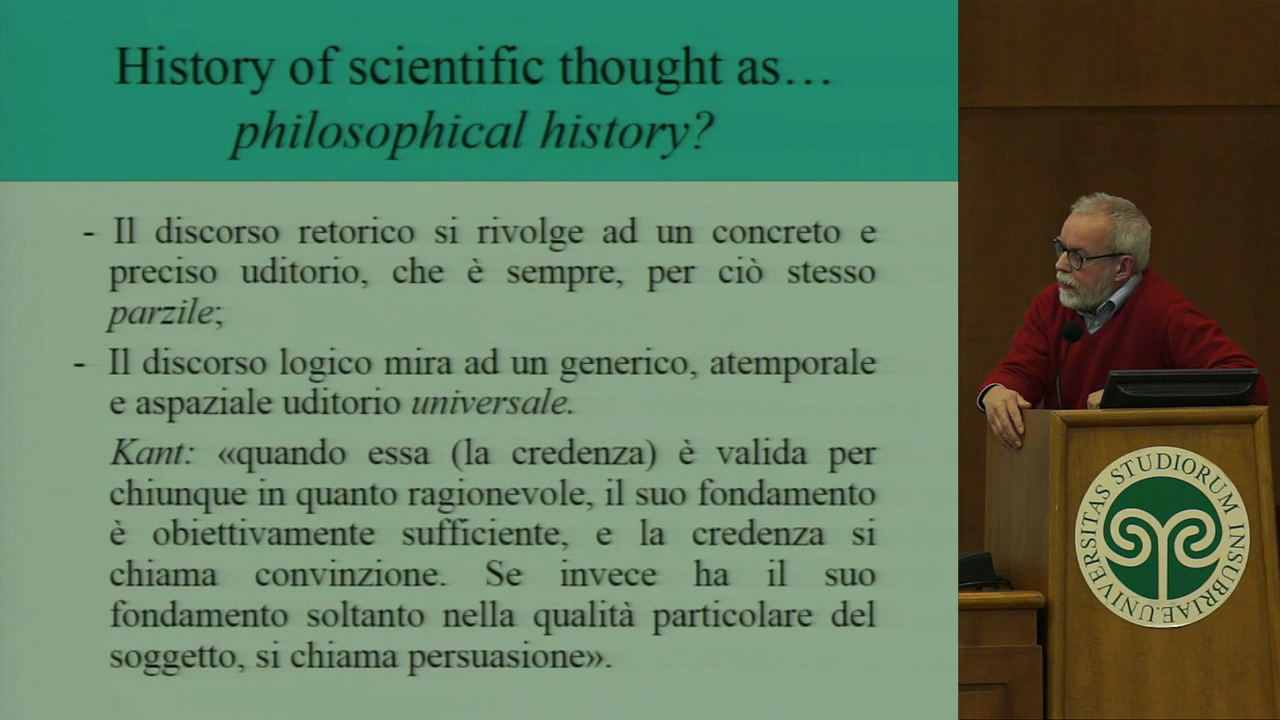 History of scientific thought as…
philosophical history?
- Il discorso retorico si rivolge ad un concreto e
preciso uditorio, che è sempre, per ciò stesso
parzile;
- Il discorso logico mira ad un generico, atemporale
e aspaziale uditorio universale.
Kant: «quando essa (la credenza) è valida per
chiunque in quanto ragionevole, il suo fondamento
è obiettivamente sufficiente, e la credenza si
chiama convinzione. Se invece ha il suo
fondamento soltanto nella qualità particolare del
soggetto, si chiama persuasione».
UNIVERSITAS STUDIORUM INSUBRIAE.